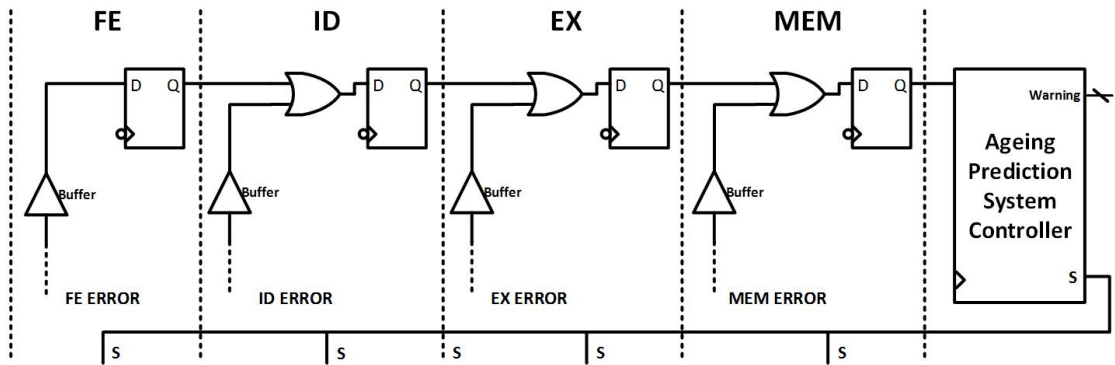 FE ID EX MEM
D Q D Q D Q D Q
Warning
Ageing
Prediction
System
Controller
Buffer Buffer Buffer Buffer
S
FE ERROR ID ERROR EX ERROR MEM ERROR
S S S S S